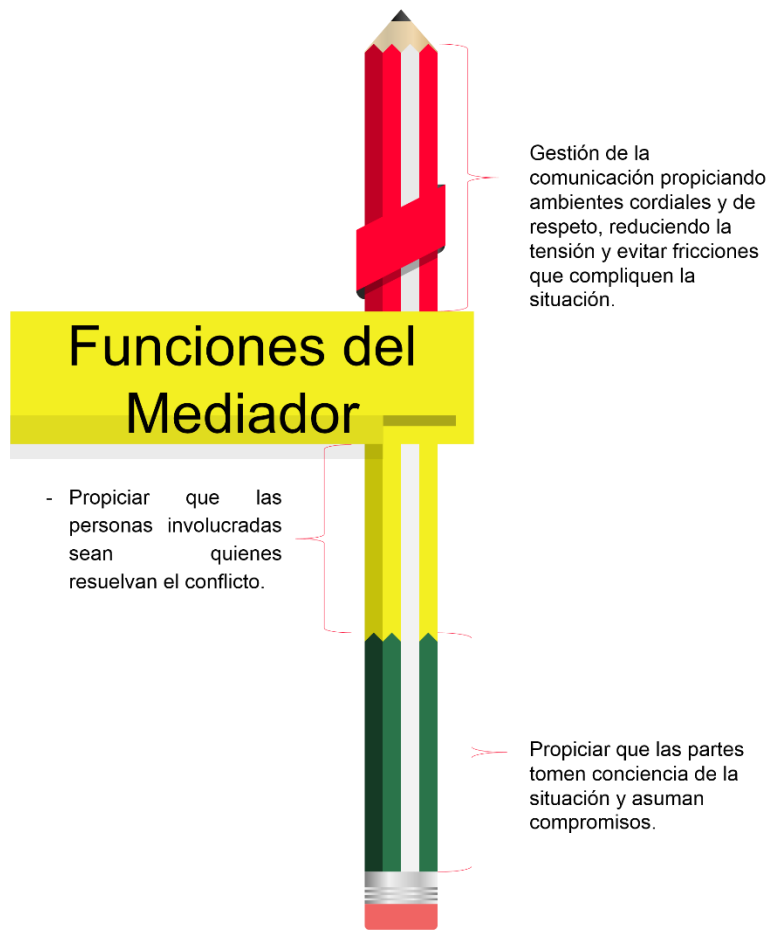 Gestión de la
comunicación propiciando
ambientes cordiales y de
respeto, reduciendo la
tensión y evitar fricciones
que compliquen la
situación.
Funciones del
Mediador
- Propiciar que las
personas involucradas
sean quienes
resuelvan el conflicto.
Propiciar que las partes
tomen conciencia de la
situación y asuman
compromisos.